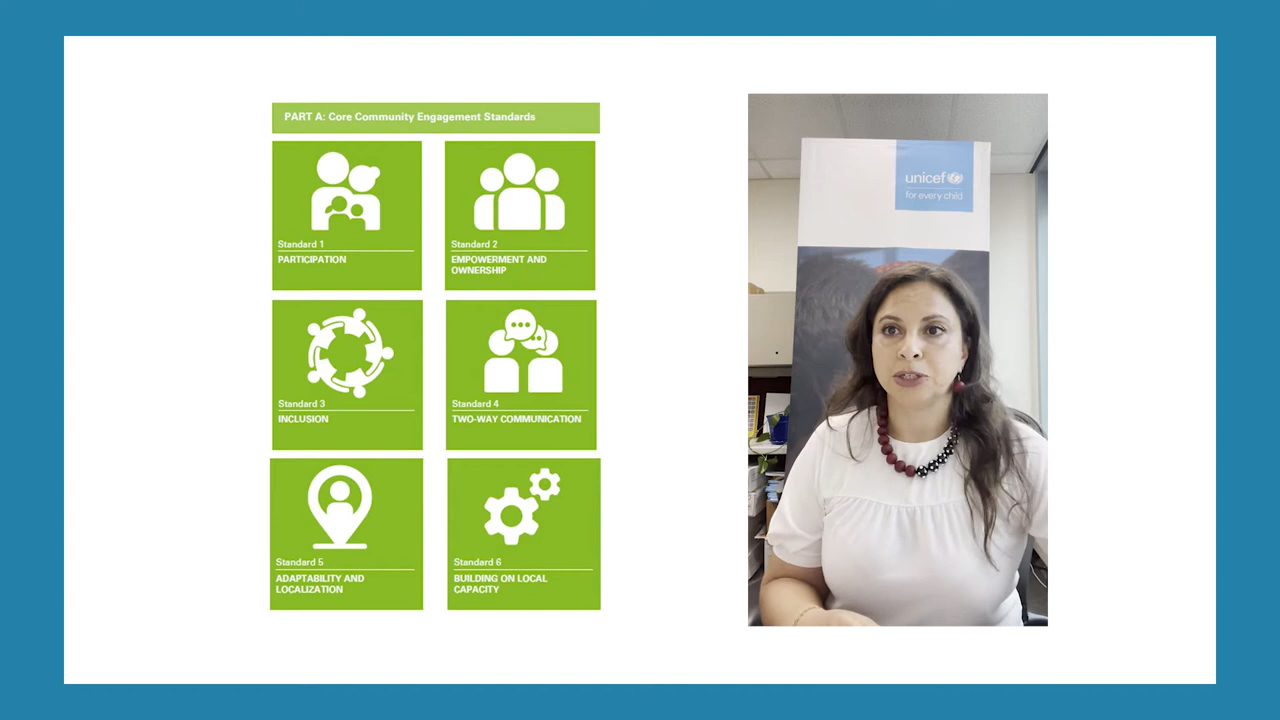 PART A: Core Community Engagement Standards
Standard 1
PARTICIPATION
Standard 2
EMPOWERMENT AND
OWNERSHIP
Standard 3
INCLUSION
Standard 4
TWO-WAY COMMUNICATION
Standard 5
ADAPTABILITY AND
LOCALIZATION
Standard 6
BUILDING ON LOCAL
CAPACITY
unicef
for every child